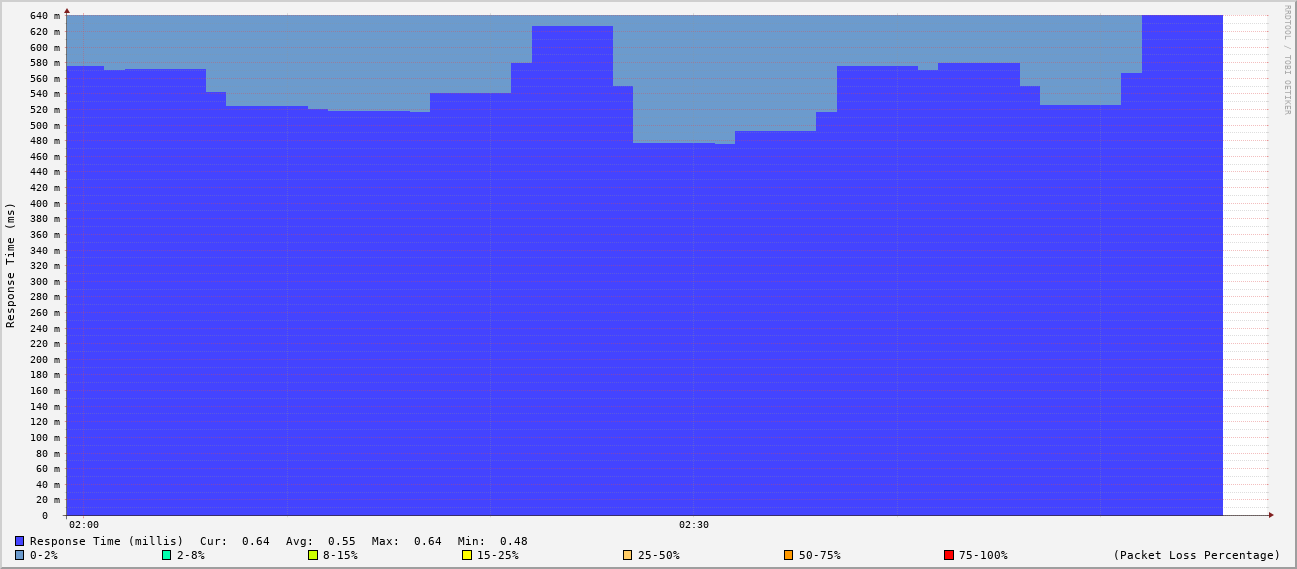 640 m
620 m
600 m
580 m
560 m
540 m
520 m
500 m
480 m
460 m
440 m
420 m
400 m
380 m
360 m
340 m
320 m
300 m
280 m
260 m
240 m
220 m
200 m
180 m
160 m
140 m
120 m
100 m
80 m
60 m
40 m
20 m
0
Response Time (ms)
RRDTOOL / TOBI OETIKER
02:00 02:30
Response Time (millis) Cur: 0.64 Avg: 0.55 Max: 0.64 Min: 0.48
0-2% 2-8% 8-15% 15-25% 25-50% 50-75% 75-100% (Packet Loss Percentage)